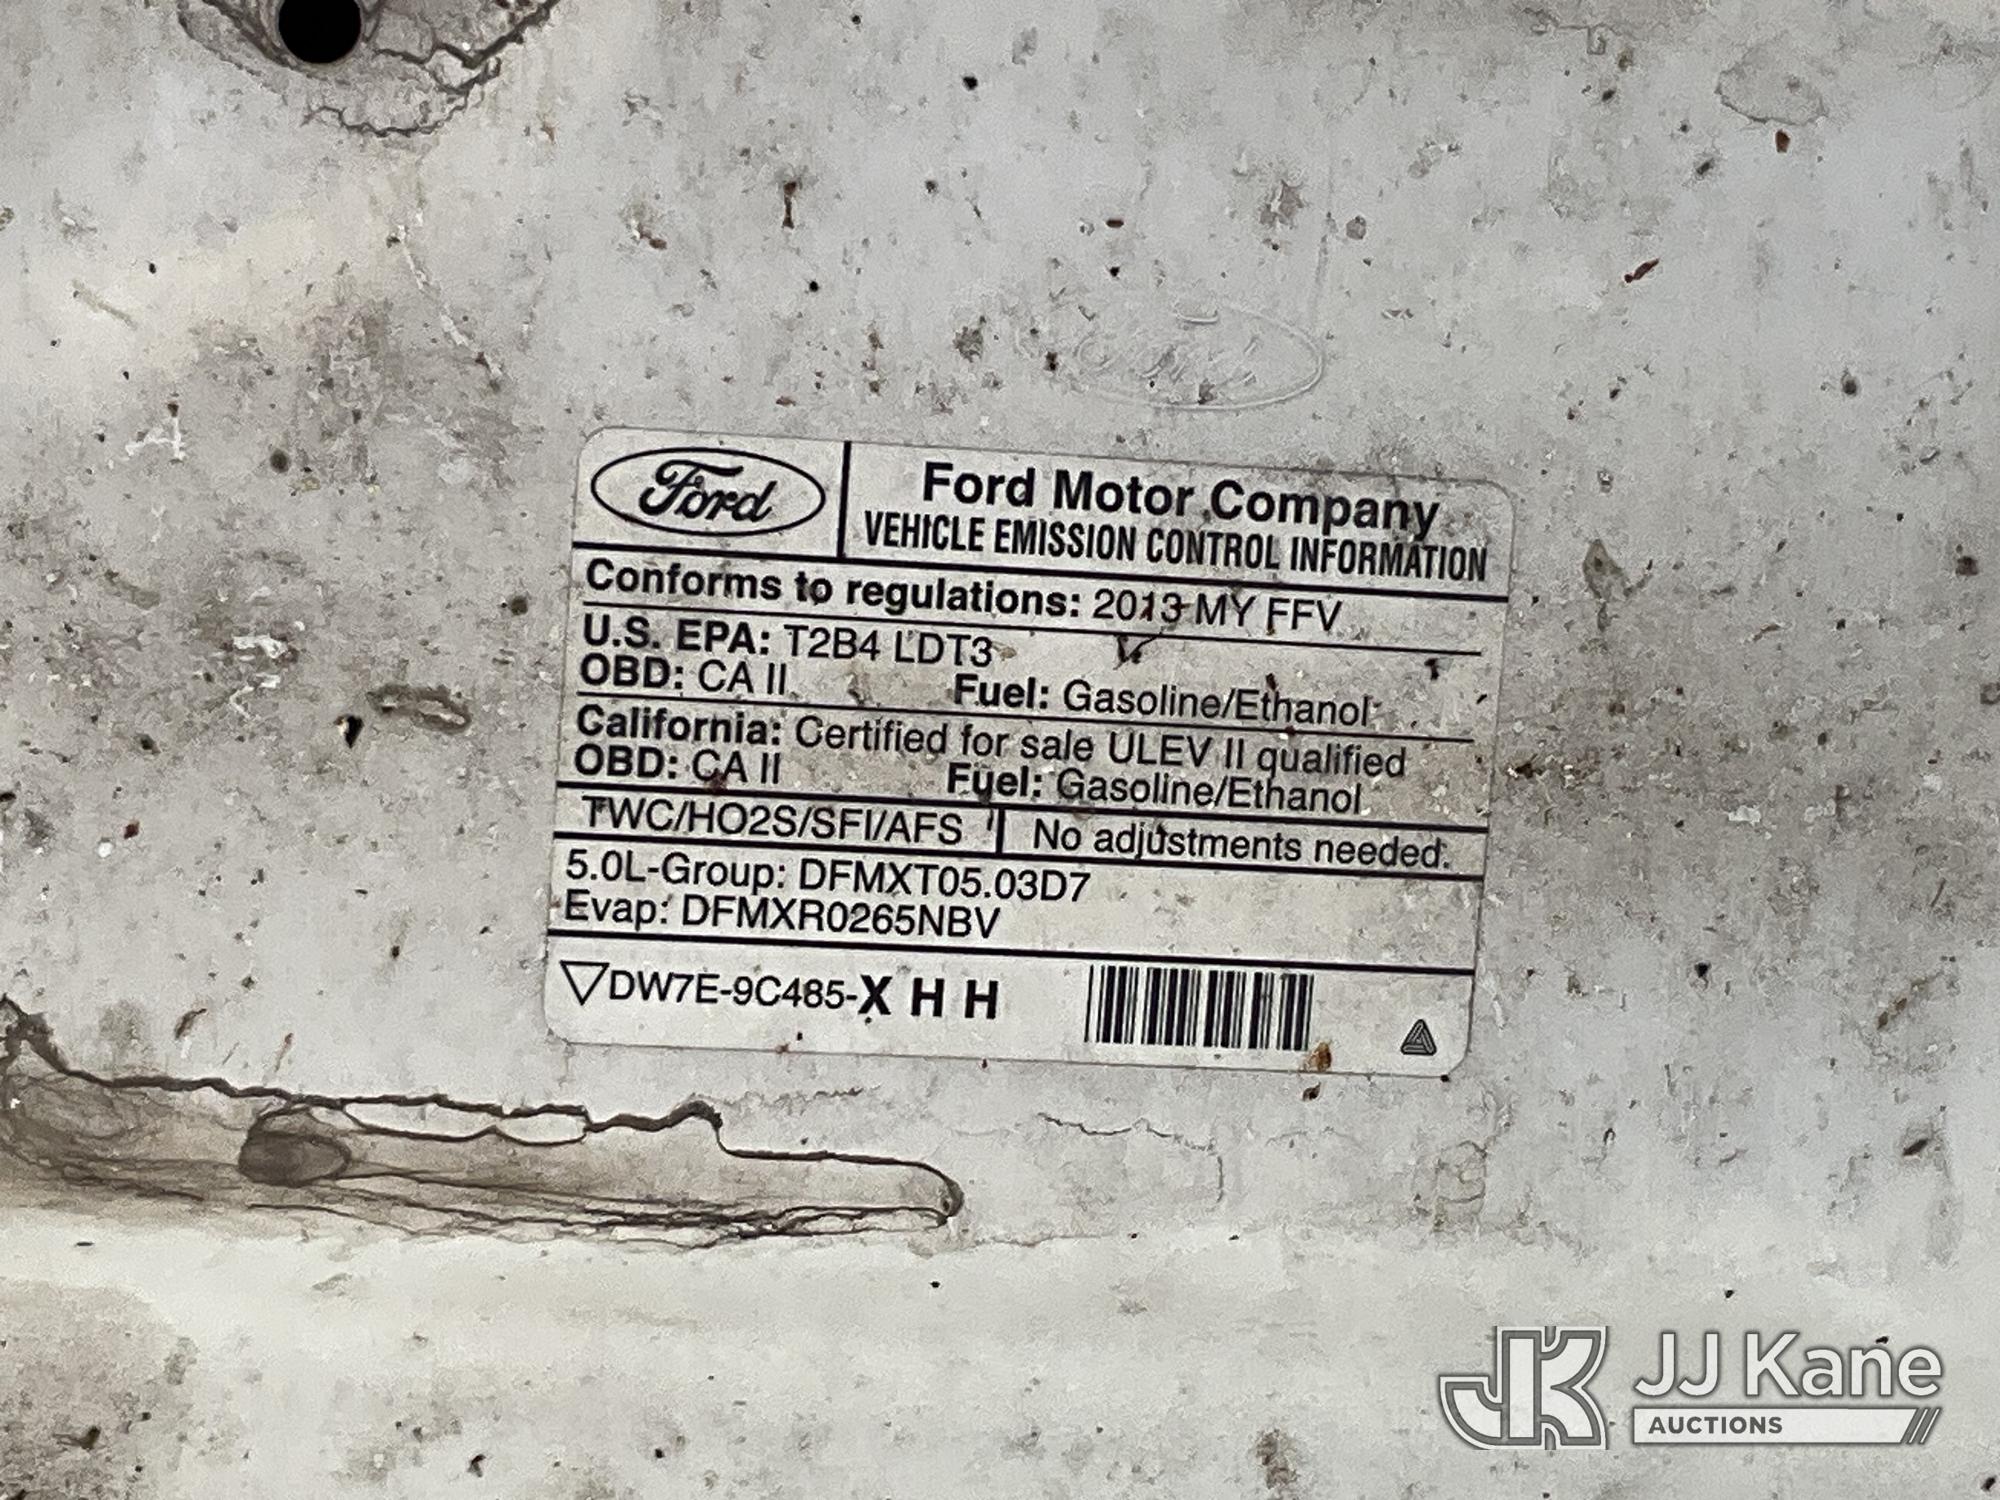 Ford
Ford
Ford Motor Company
VEHICLE EMISSION CONTROL INFORMATION
Conforms to regulations: 2013 MY FFV
U.S. EPA: T2B4 LDT3
OBD: CA II Fuel: Gasoline/Ethanol
California: Certified for sale ULEV II qualified
OBD: CA II Fuel: Gasoline/Ethanol
TWC/HO2S/SFI/AFS No adjustments needed.
5.0L-Group: DFMXT05.03D7
Evap: DFMXR0265NBV
DW7E-9C485-X H H
JK JJ Kane
AUCTIONS